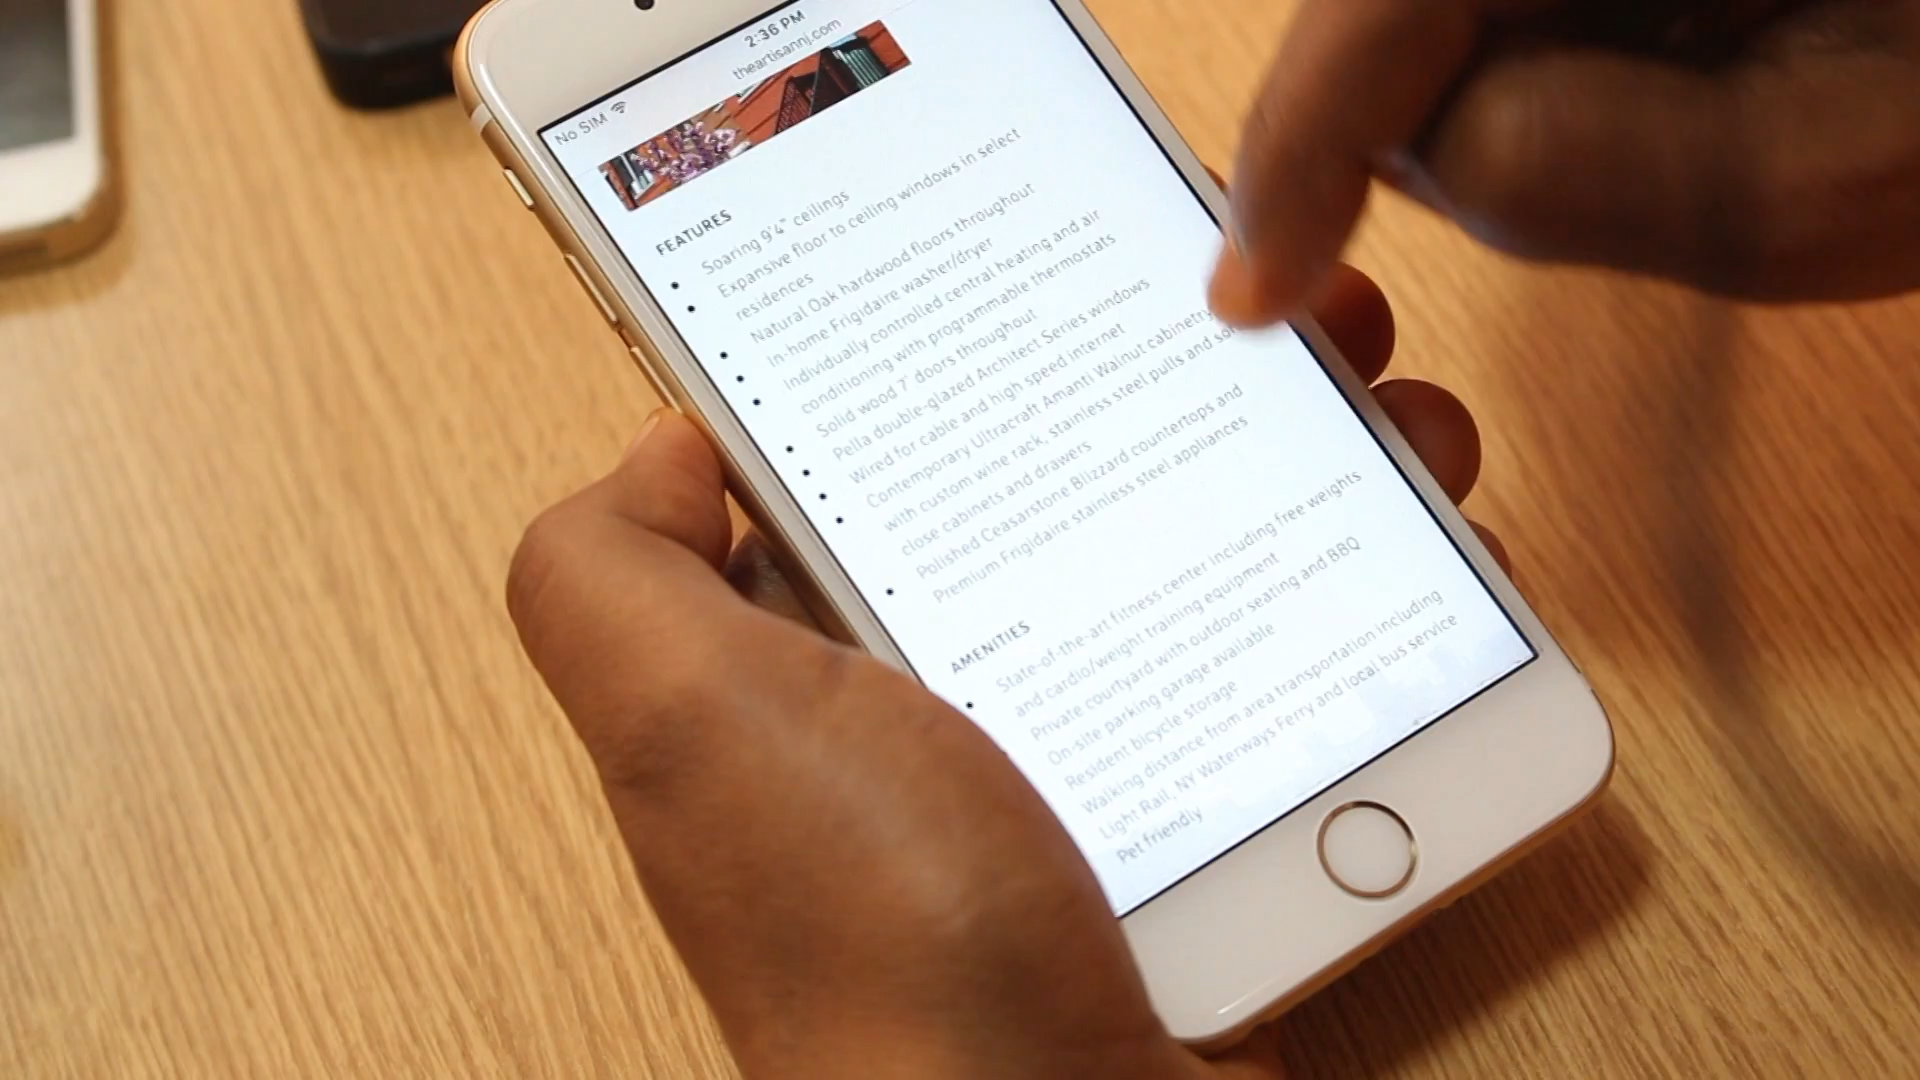 2:36 PM
No SIM
theartisannj.com
FEATURES
Soaring 9'4" ceilings
Expansive floor to ceiling windows in select
residences
Natural Oak hardwood floors throughout
In-home Frigidaire washer/dryer
Individually controlled central heating and air
conditioning with programmable thermostats
Solid wood 7' doors throughout
Pella double-glazed Architect Series windows
Wired for cable and high speed internet
Contemporary Ultracraft Amanti Walnut cabinetry
with custom wine rack, stainless steel pulls and
close cabinets and drawers
Polished Ceasarstone Blizzard countertops and
Premium Frigidaire stainless steel appliances
AMENITIES
State-of-the-art fitness center including free weights
and cardio/weight training equipment
Private courtyard with outdoor seating and BBQ
On-site parking garage available
Resident bicycle storage
Walking distance from area transportation including
Light Rail, NY Waterways Ferry and local bus service
Pet friendly